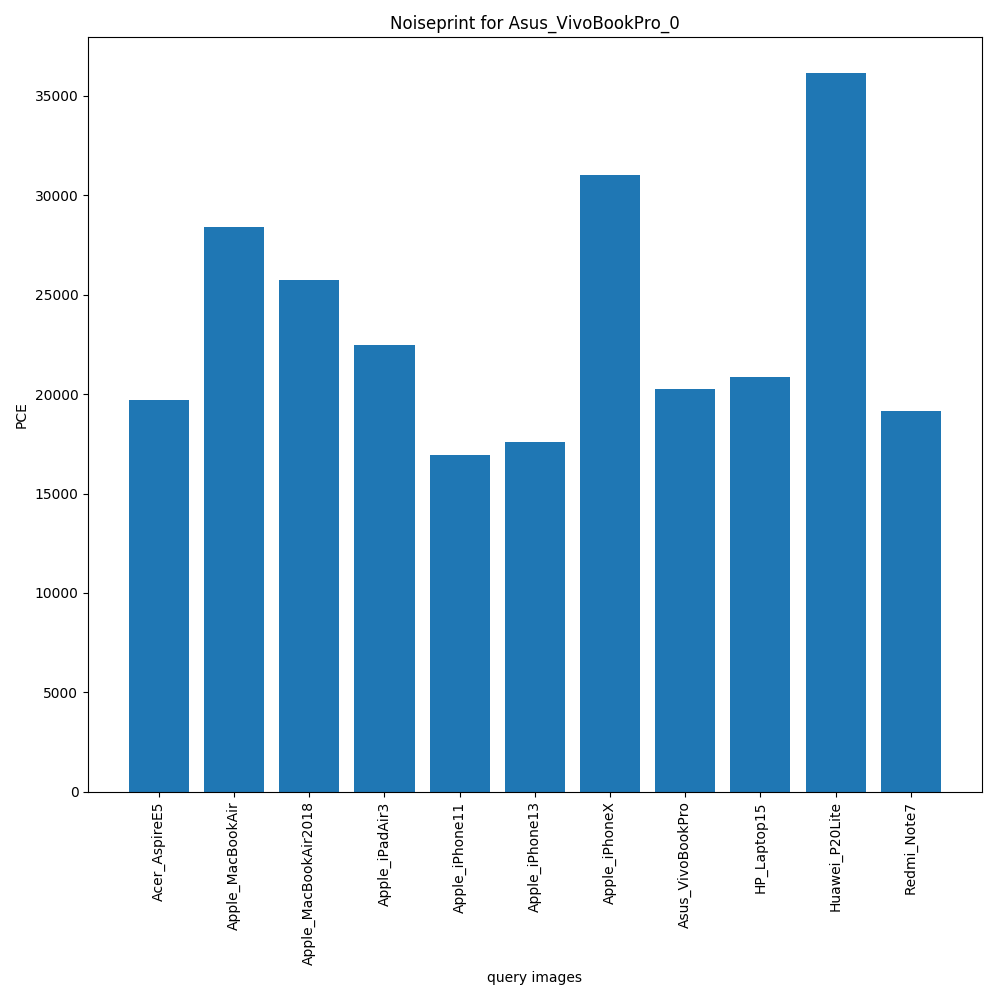 Noiseprint for Asus_VivoBookPro_0
PCE
35000
30000
25000
20000
15000
10000
5000
0
Acer_AspireE5
Apple_MacBookAir
Apple_MacBookAir2018
Apple_iPadAir3
Apple_iPhone11
Apple_iPhone13
Apple_iPhoneX
Asus_VivoBookPro
HP_Laptop15
Huawei_P20Lite
Redmi_Note7
query images